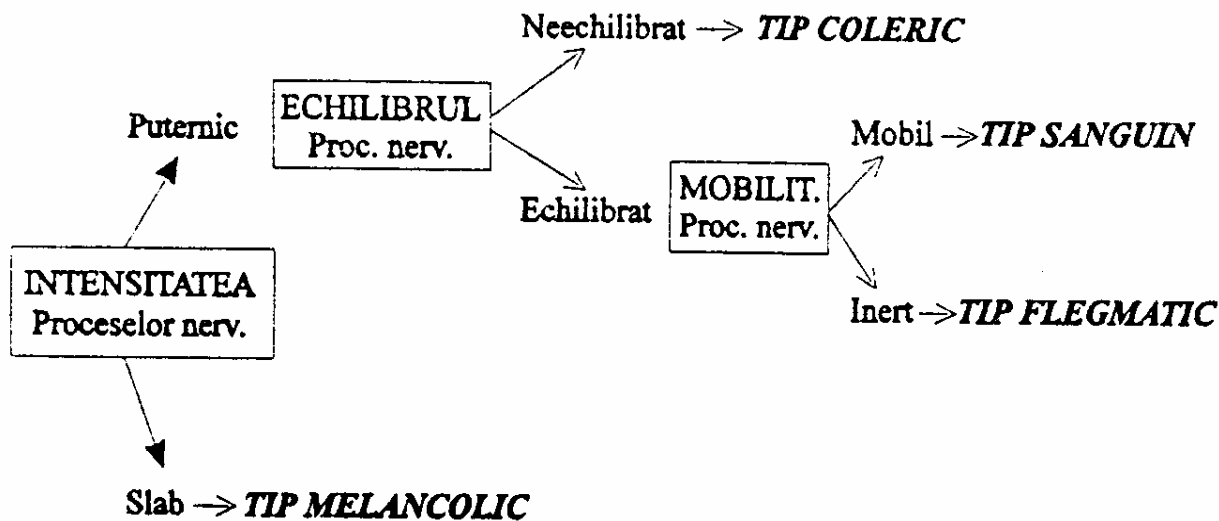 Neechilibrat → TIP COLERIC
ECHILIBRUL
Proc. nerv.
Puternic
Mobil → TIP SANGUIN
Echilibrat
MOBILIT.
Proc. nerv.
INTENSITATEA
Proceselor nerv.
Inert → TIP FLEGMATIC
Slab → TIP MELANCOLIC